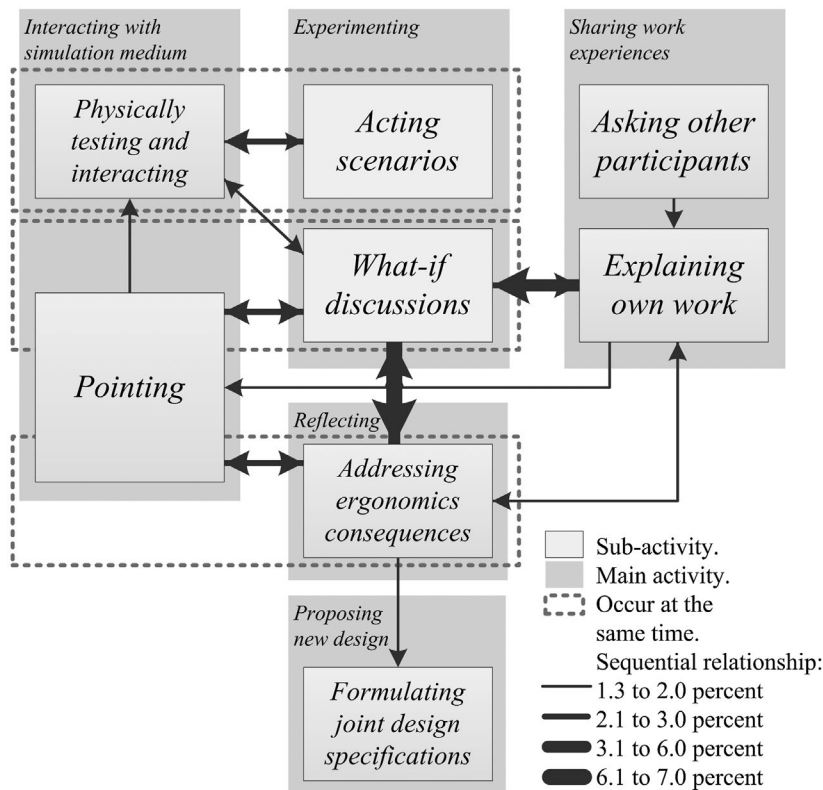 Interacting with
simulation medium
Experimenting
Sharing work
experiences
Physically
testing and
interacting
Acting
scenarios
Asking other
participants
What-if
discussions
Explaining
own work
Pointing
Reflecting
Addressing
ergonomics
consequences
Proposing
new design
Formulating
joint design
specifications
Sub-activity.
Main activity.
Occur at the
same time.
Sequential relationship:
1.3 to 2.0 percent
2.1 to 3.0 percent
3.1 to 6.0 percent
6.1 to 7.0 percent